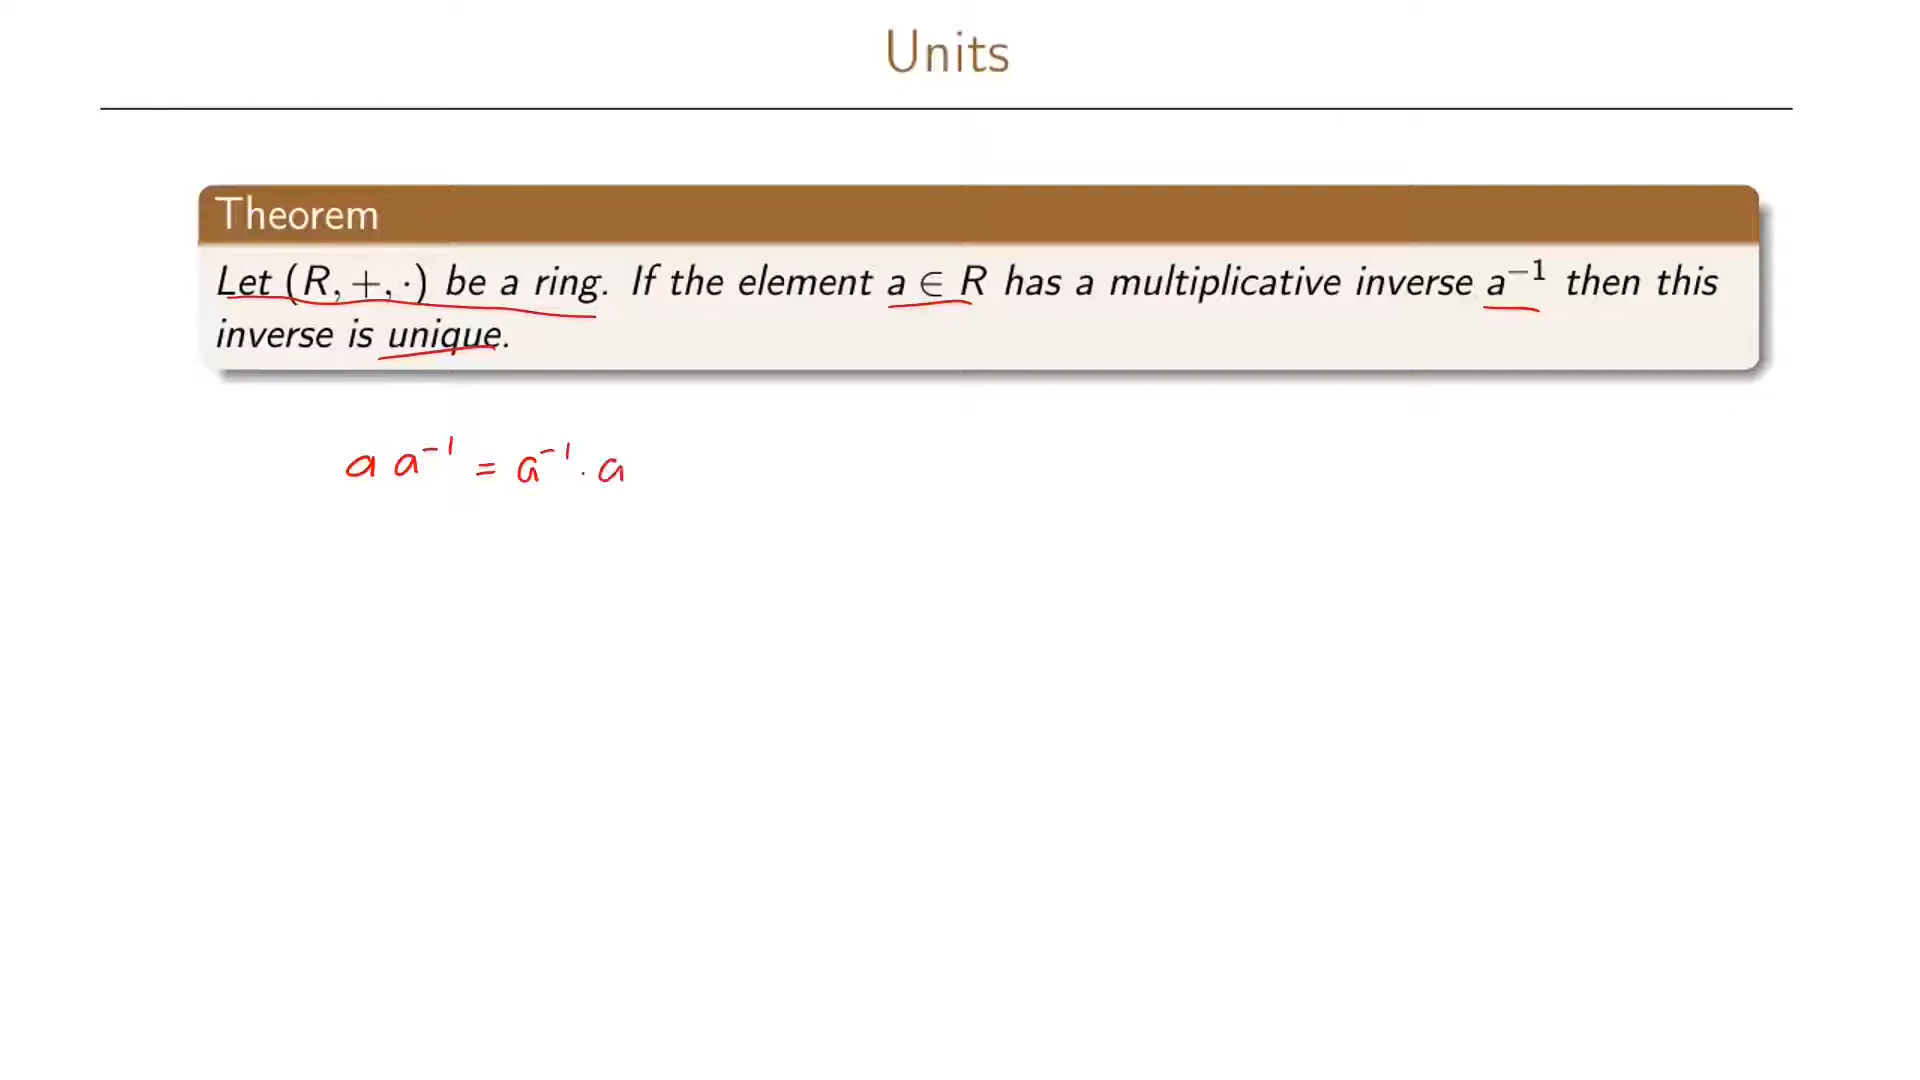 Units
Theorem
Let (R, +, ·) be a ring. If the element a ∈ R has a multiplicative inverse a⁻¹ then this
inverse is unique.
a a⁻¹ = a⁻¹ · a